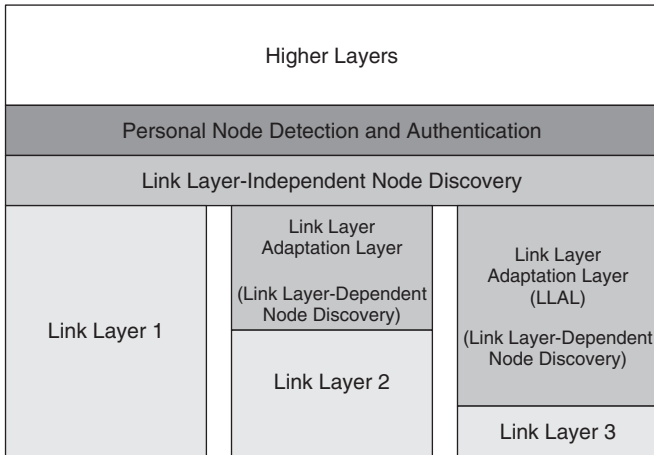 Higher Layers
Personal Node Detection and Authentication
Link Layer-Independent Node Discovery
Link Layer 1
Link Layer
Adaptation Layer
(Link Layer-Dependent
Node Discovery)
Link Layer 2
Link Layer
Adaptation Layer
(LLAL)
(Link Layer-Dependent
Node Discovery)
Link Layer 3